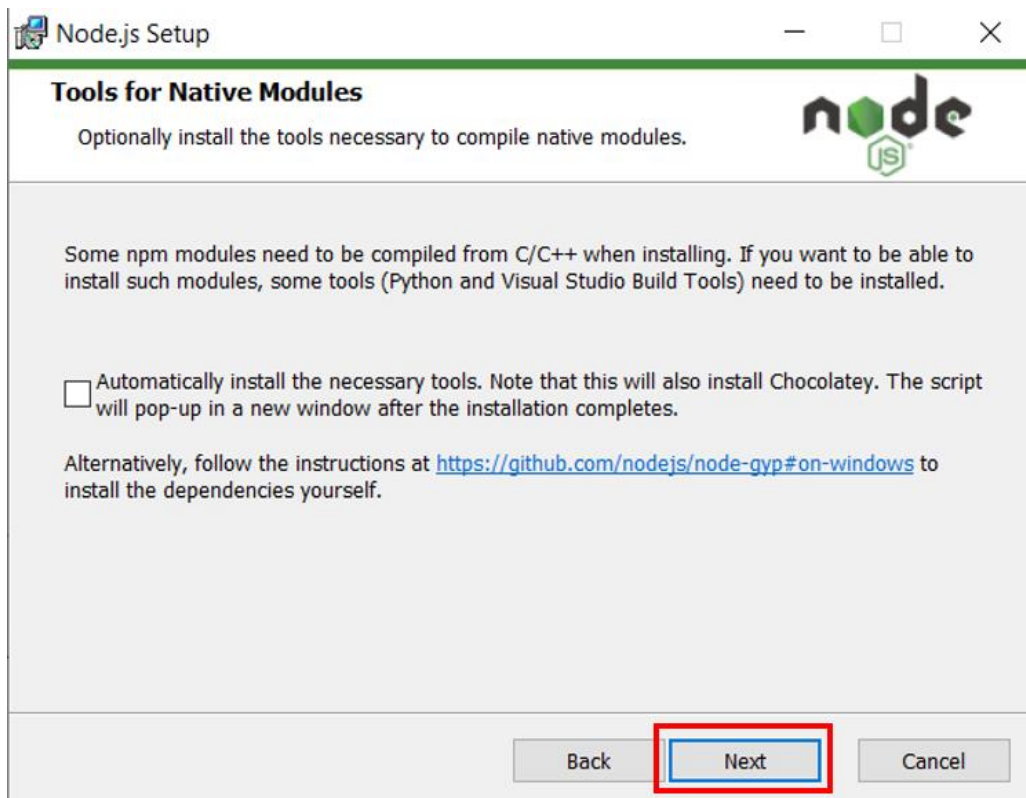 Node.js Setup
Tools for Native Modules
Optionally install the tools necessary to compile native modules.
node
JS
Some npm modules need to be compiled from C/C++ when installing. If you want to be able to
install such modules, some tools (Python and Visual Studio Build Tools) need to be installed.
Automatically install the necessary tools. Note that this will also install Chocolatey. The script
will pop-up in a new window after the installation completes.
Alternatively, follow the instructions at https://github.com/nodejs/node-gyp#on-windows to
install the dependencies yourself.
Back Next Cancel